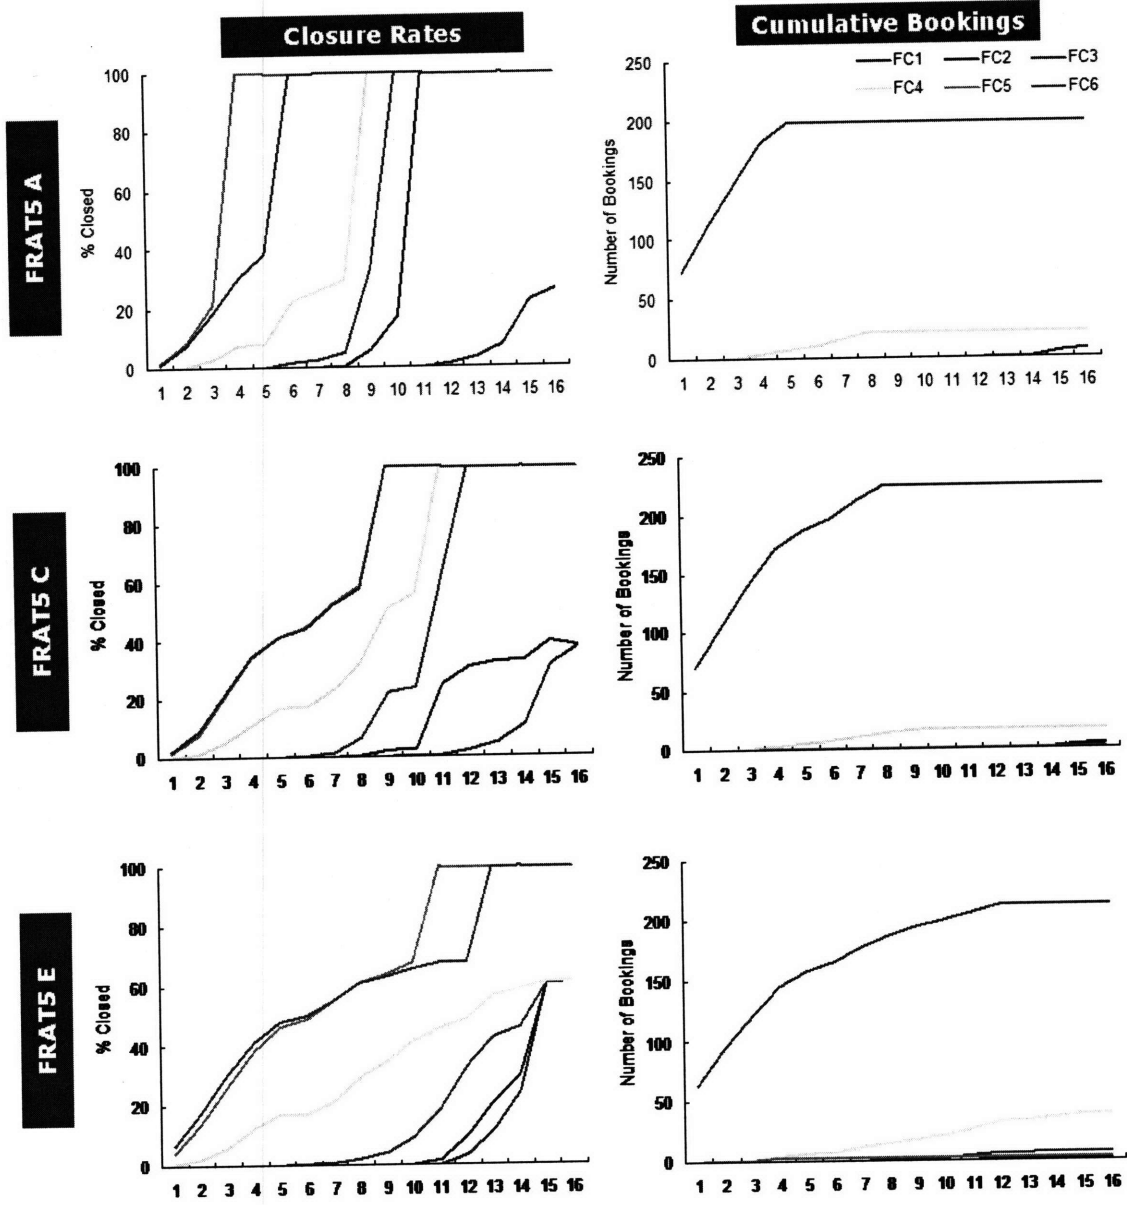 Closure Rates
Cumulative Bookings
FRAT5 A
% Closed
100
80
60
40
20
0
1 2 3 4 5 6 7 8 9 10 11 12 13 14 15 16
Number of Bookings
250
200
150
100
50
0
FC1 FC2 FC3
FC4 FC5 FC6
1 2 3 4 5 6 7 8 9 10 11 12 13 14 15 16
FRAT5 C
% Closed
100
80
60
40
20
0
1 2 3 4 5 6 7 8 9 10 11 12 13 14 15 16
Number of Bookings
250
200
150
100
50
0
1 2 3 4 5 6 7 8 9 10 11 12 13 14 15 16
FRAT5 E
% Closed
100
80
60
40
20
0
1 2 3 4 5 6 7 8 9 10 11 12 13 14 15 16
Number of Bookings
250
200
150
100
50
0
1 2 3 4 5 6 7 8 9 10 11 12 13 14 15 16